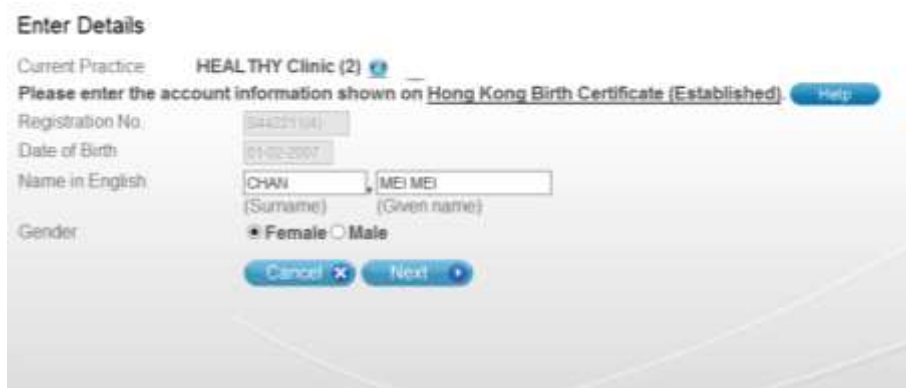 Enter Details
Current Practice HEALTHY Clinic (2)
Please enter the account information shown on Hong Kong Birth Certificate (Established). Help
Registration No.
Date of Birth 01-02-2007
Name in English CHAN , MEI MEI
(Surname) (Given name)
Gender Female Male
Cancel Next